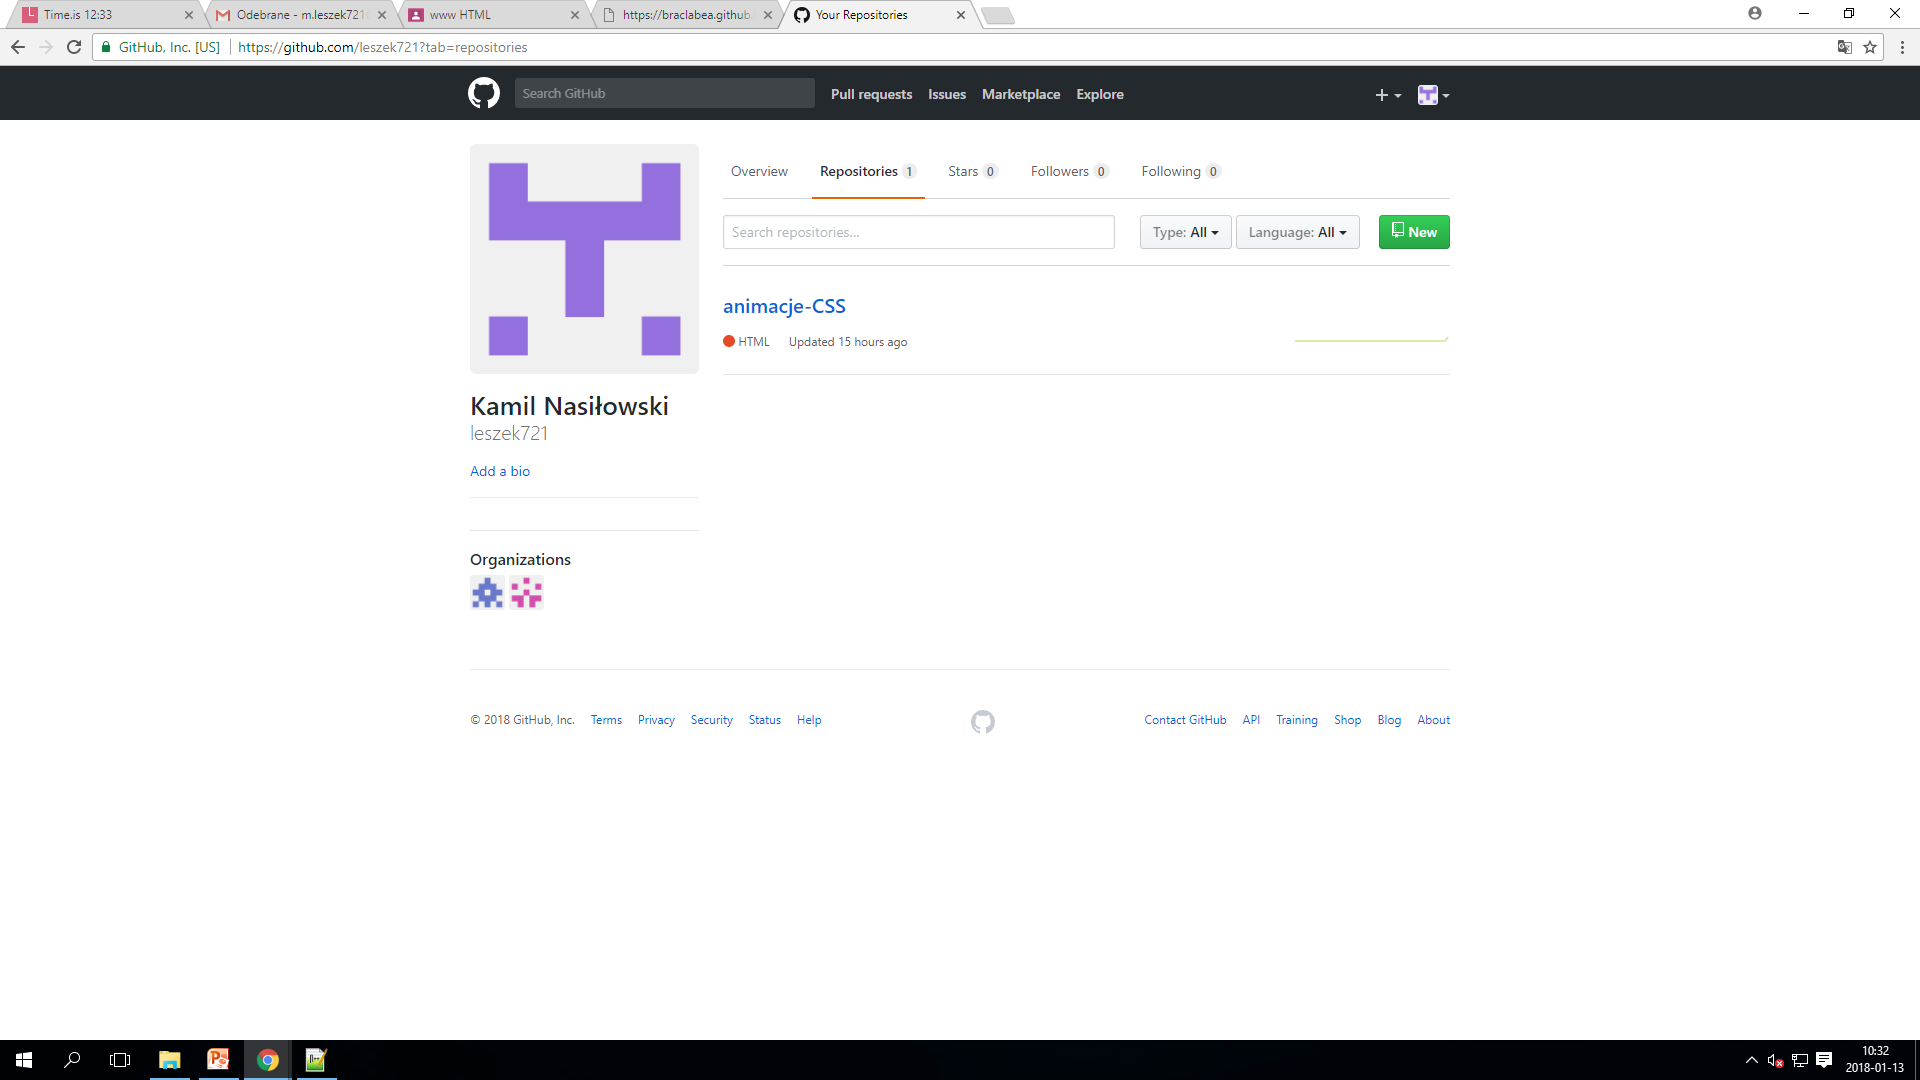 Time.is 12:33
Odebrane - m.leszek721
www HTML
https://braclabea.github.
Your Repositories
GitHub, Inc. [US] https://github.com/leszek721?tab=repositories
Search GitHub Pull requests Issues Marketplace Explore
Overview Repositories 1 Stars 0 Followers 0 Following 0
Search repositories... Type: All Language: All New
animacje-CSS
HTML Updated 15 hours ago
Kamil Nasiłowski
leszek721
Add a bio
Organizations
© 2018 GitHub, Inc. Terms Privacy Security Status Help Contact GitHub API Training Shop Blog About
10:32
2018-01-13